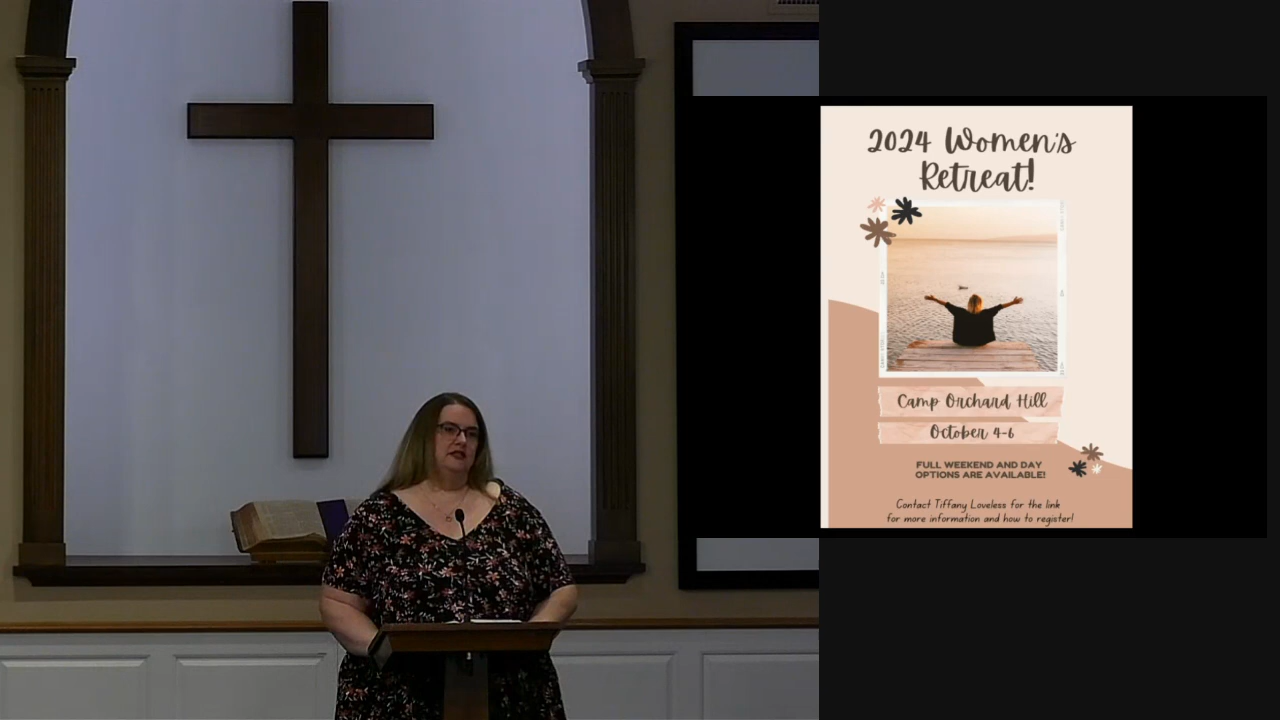 2024 Women's
Retreat!
Camp Orchard Hill
October 4-6
FULL WEEKEND AND DAY
OPTIONS ARE AVAILABLE!
Contact Tiffany Loveless for the link
for more information and how to register!